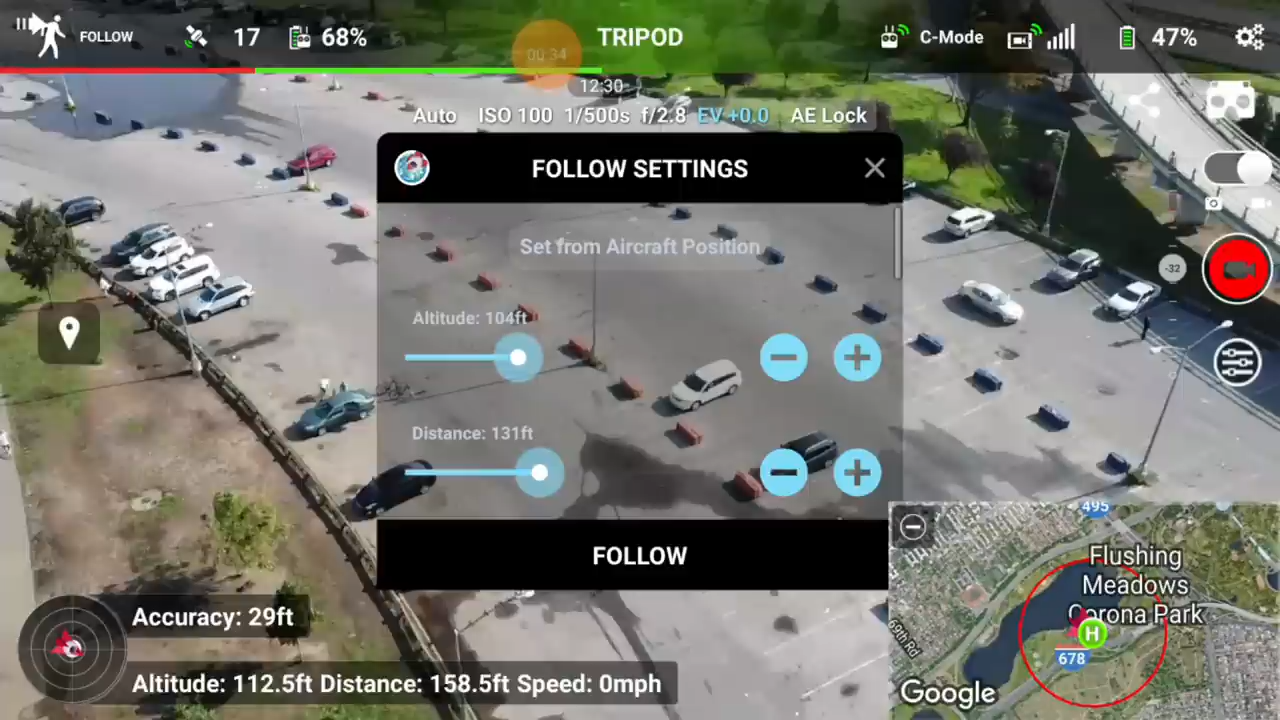 FOLLOW
17
68%
00:34
TRIPOD
C-Mode
47%
12:30
Auto ISO 100 1/500s f/2.8 EV +0.0 AE Lock
FOLLOW SETTINGS
Set from Aircraft Position
Altitude: 104ft
Distance: 131ft
FOLLOW
-32
Accuracy: 29ft
Altitude: 112.5ft Distance: 158.5ft Speed: 0mph
495
Flushing
Meadows
Corona Park
69th Rd
H
678
Google